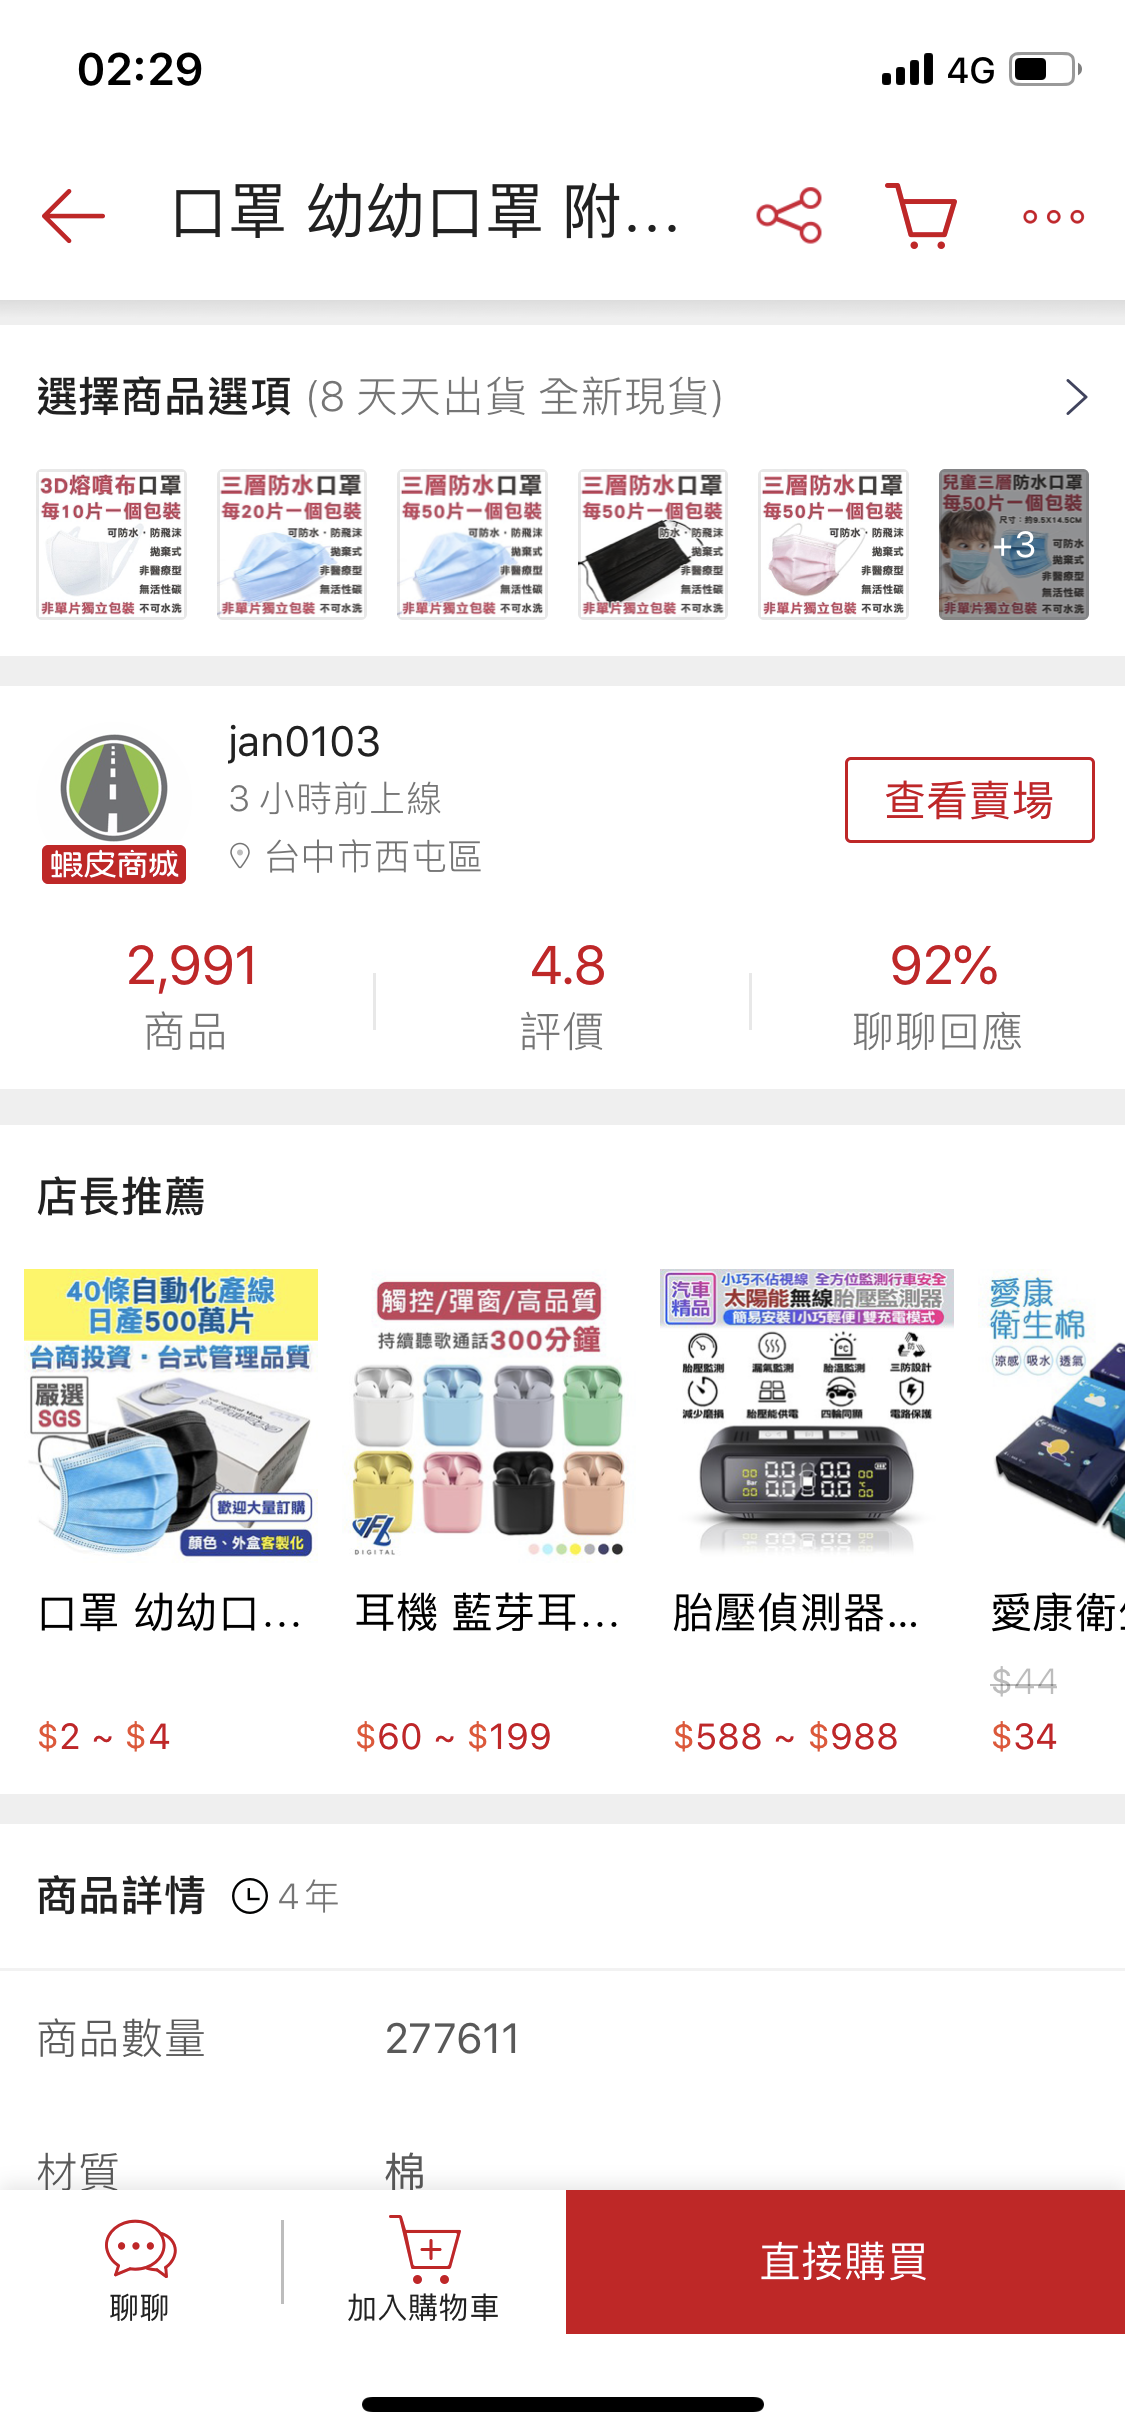 02:29
4G
口罩 幼幼口罩 附...
選擇商品選項 (8 天天出貨 全新現貨)
3D熔噴布口罩
每10片一個包裝
可防水·防飛沫
拋棄式
非醫療型
無活性碳
非單片獨立包裝 不可水洗
三層防水口罩
每20片一個包裝
可防水·防飛沫
拋棄式
非醫療型
無活性碳
非單片獨立包裝 不可水洗
三層防水口罩
每50片一個包裝
可防水·防飛沫
拋棄式
非醫療型
無活性碳
非單片獨立包裝 不可水洗
三層防水口罩
每50片一個包裝
防水·防飛沫
拋棄式
非醫療型
無活性碳
非單片獨立包裝 不可水洗
三層防水口罩
每50片一個包裝
可防水·防飛沫
拋棄式
非醫療型
無活性碳
非單片獨立包裝 不可水洗
兒童三層防水口罩
每50片一個包裝
尺寸：約9.5X14.5CM
+3
可防水
拋棄式
非醫療型
無活性碳
非單片獨立包裝 不可水洗
jan0103
3 小時前上線
台中市西屯區
蝦皮商城
查看賣場
2,991
商品
4.8
評價
92%
聊聊回應
店長推薦
40條自動化產線
日產500萬片
台商投資·台式管理品質
嚴選
SGS
歡迎大量訂購
顏色、外盒客製化
口罩 幼幼口...
$2 ~ $4
觸控/彈窗/高品質
持續聽歌通話300分鐘
DIGITAL
耳機 藍芽耳...
$60 ~ $199
汽車
精品
小巧不佔視線 全方位監測行車安全
太陽能無線胎壓監測器
簡易安裝|小巧輕便|雙充電模式
胎壓監測
漏氣監測
胎溫監測
三防設計
減少磨損
胎壓能供電
四輪同顯
電路保護
胎壓偵測器...
$588 ~ $988
愛康
衛生棉
涼感 吸水 透氣
愛康衛生
$44
$34
商品詳情 4 年
商品數量 277611
材質 棉
聊聊
加入購物車
直接購買